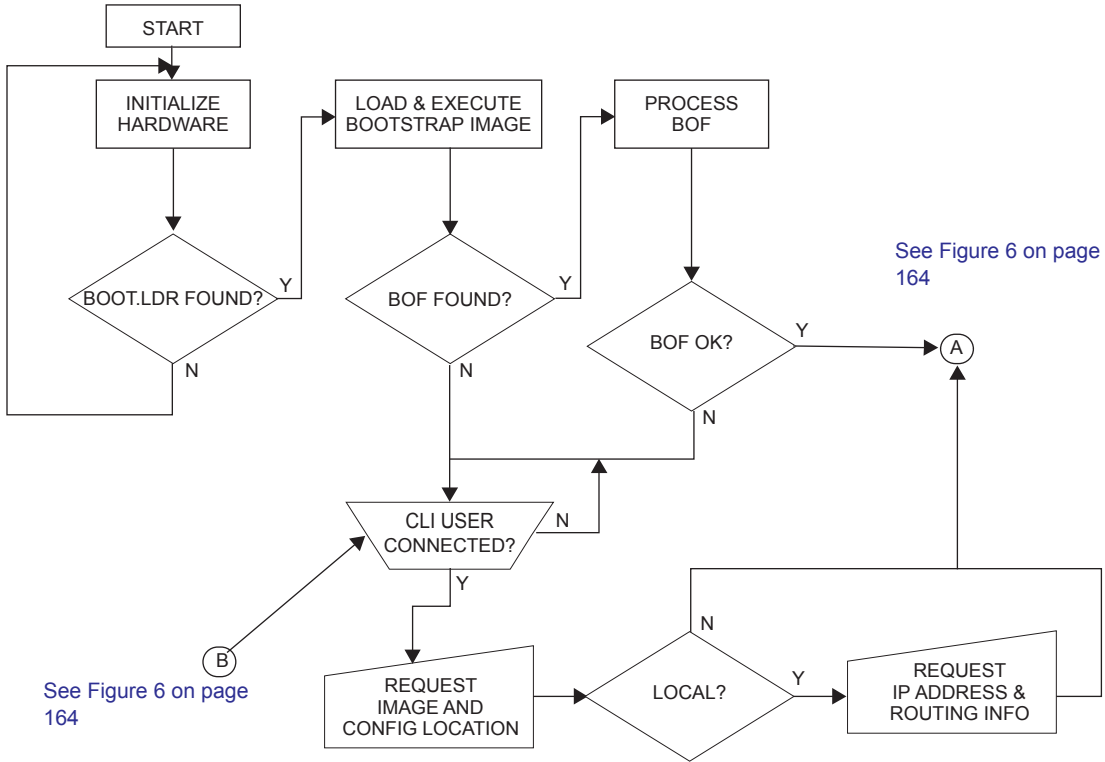 START
INITIALIZE
HARDWARE
LOAD & EXECUTE
BOOTSTRAP IMAGE
PROCESS
BOF
See Figure 6 on page
164
BOOT.LDR FOUND?
Y
N
BOF FOUND?
Y
N
BOF OK?
Y
N
A
CLI USER
CONNECTED?
N
Y
B
See Figure 6 on page
164
REQUEST
IMAGE AND
CONFIG LOCATION
LOCAL?
N
Y
REQUEST
IP ADDRESS &
ROUTING INFO